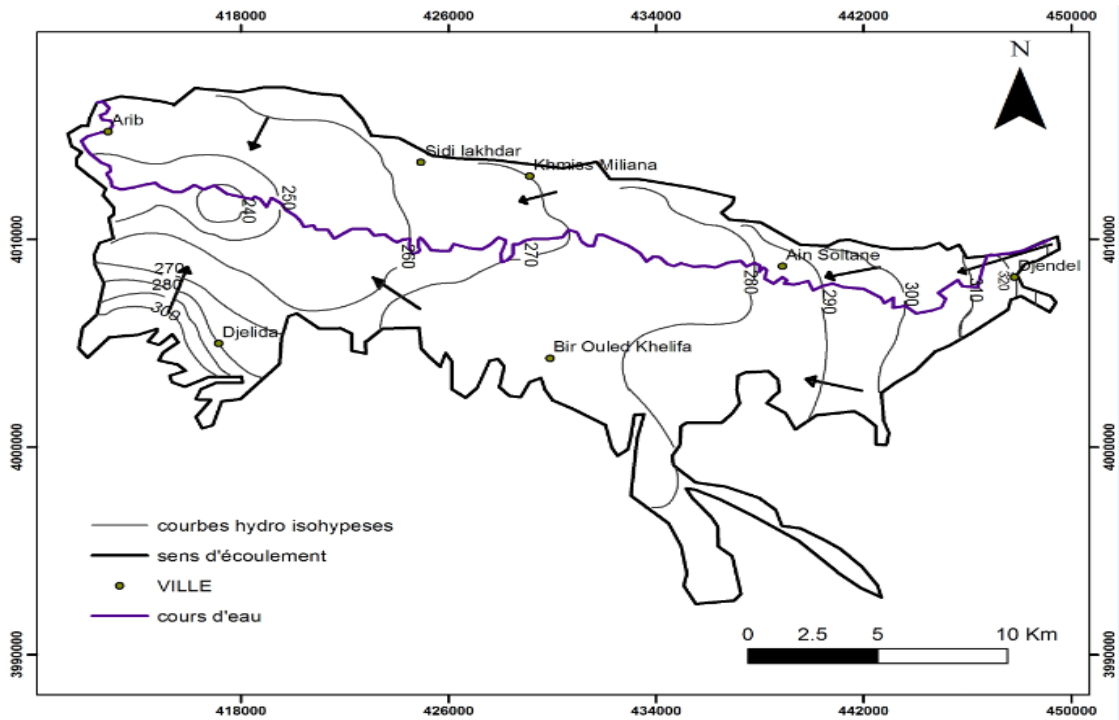 418000 426000 434000 442000 450000
N
Arib
Sidi lakhdar
Khmiss Miliana
250
240
4010000 4010000
260
270
Ain Soltane
Djendel
320
310
270
280
280
290
300
300
Djelida
Bir Ouled Khelifa
4000000 4000000
courbes hydro isohypeses
sens d'écoulement
VILLE
cours d'eau
0 2.5 5 10 Km
3990000 3990000
418000 426000 434000 442000 450000